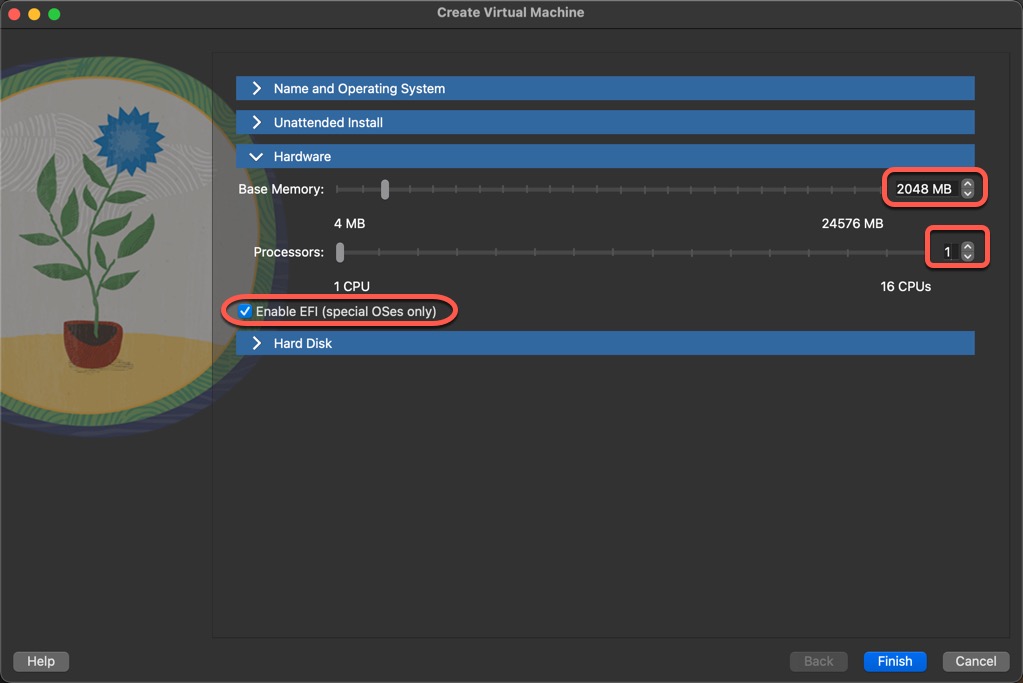 Create Virtual Machine
Name and Operating System
Unattended Install
Hardware
Base Memory: 2048 MB
4 MB 24576 MB
Processors: 1
1 CPU 16 CPUs
Enable EFI (special OSes only)
Hard Disk
Help Back Finish Cancel